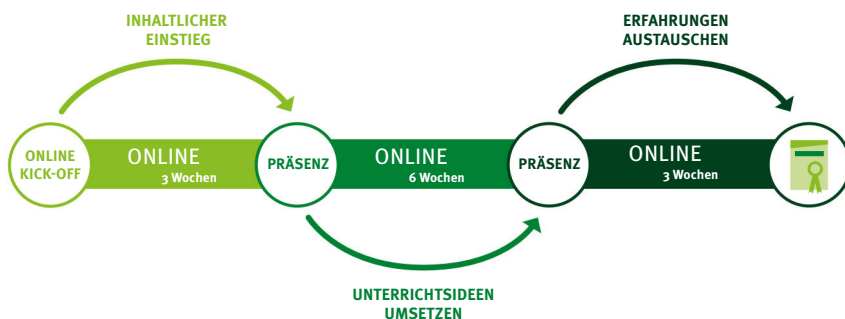 INHALTLICHER
EINSTIEG
ERFAHRUNGEN
AUSTAUSCHEN
ONLINE
KICK-OFF
ONLINE
3 Wochen
PRÄSENZ
ONLINE
6 Wochen
PRÄSENZ
ONLINE
3 Wochen
UNTERRICHTSIDEEN
UMSETZEN